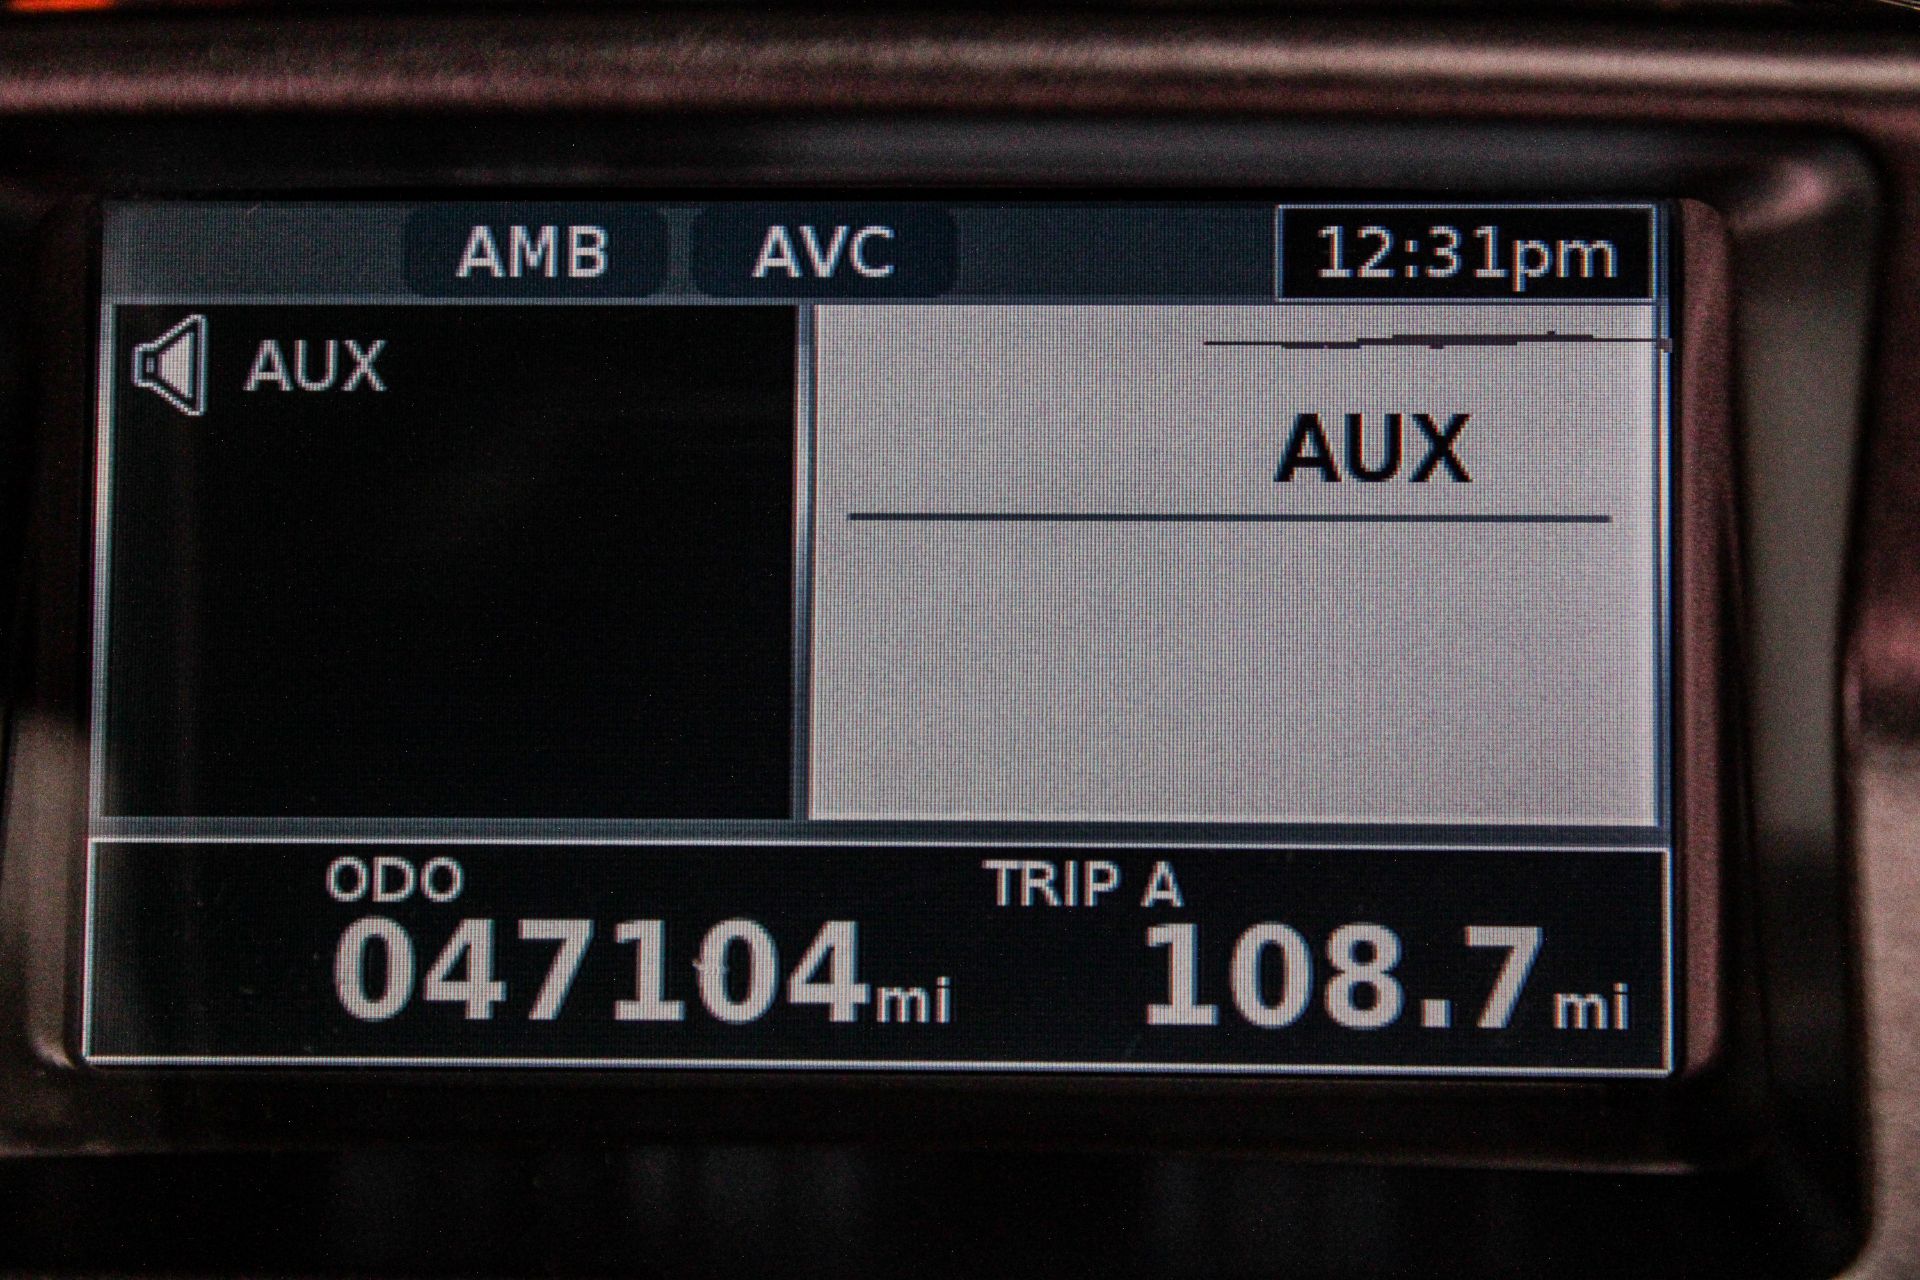 AMB AVC 12:31pm
AUX
AUX
ODO TRIP A
047104mi 108.7mi